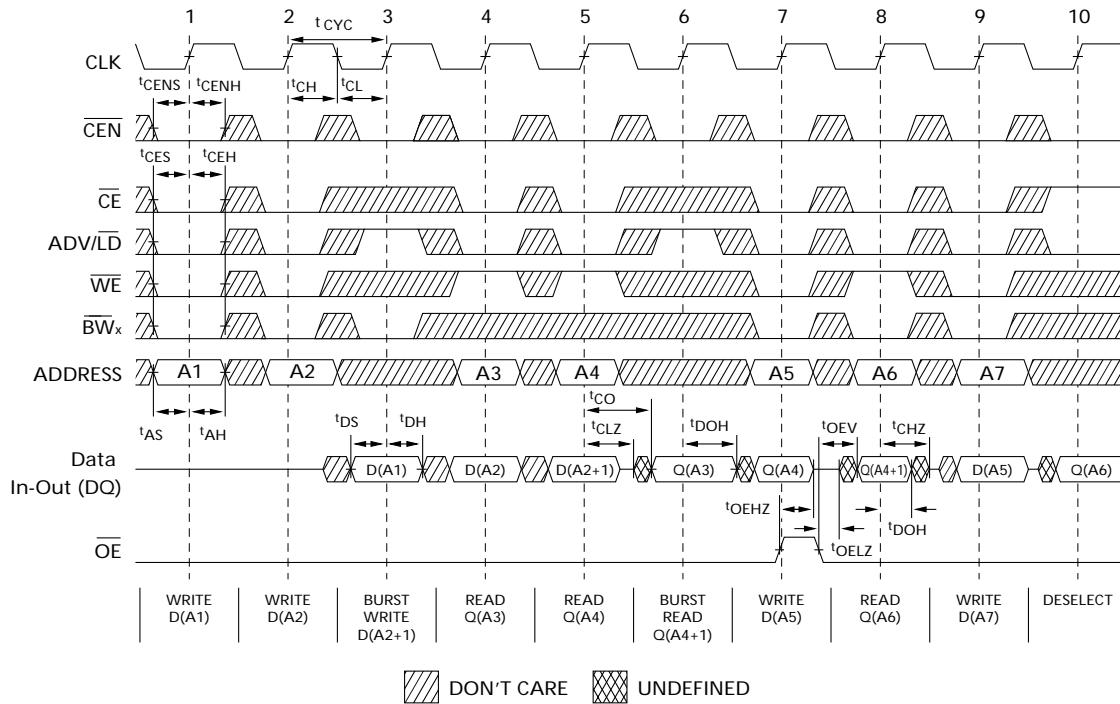 1 2 3 4 5 6 7 8 9 10
t CYC
CLK
tCENS tCENH tCH tCL
CEN
tCES tCEH
CE
ADV/LD
WE
BWx
ADDRESS A1 A2 A3 A4 A5 A6 A7
tCO
tAS tAH tDS tDH tCLZ tDOH tOEV tCHZ
Data
In-Out (DQ)
D(A1) D(A2) D(A2+1) Q(A3) Q(A4) Q(A4+1) D(A5) Q(A6)
tOEHZ tDOH
tOELZ
OE
WRITE WRITE BURST READ READ BURST WRITE READ WRITE DESELECT
D(A1) D(A2) WRITE Q(A3) Q(A4) READ D(A5) Q(A6) D(A7)
D(A2+1) Q(A4+1)
DON'T CARE UNDEFINED